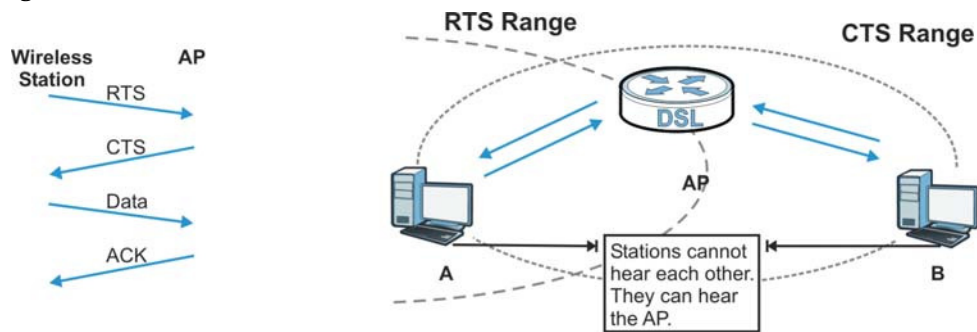 RTS Range
CTS Range
Wireless
Station
AP
RTS
CTS
Data
ACK
DSL
AP
A
B
Stations cannot
hear each other.
They can hear
the AP.